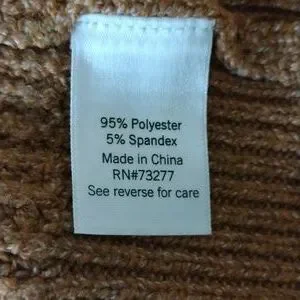 95% Polyester
5% Spandex
Made in China
RN#73277
See reverse for care